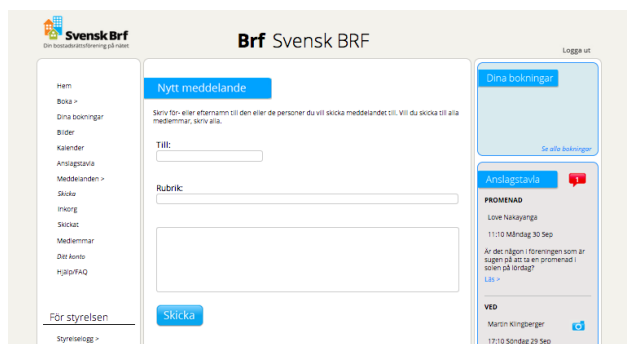 Svensk Brf
Din bostadsrättsförening på nätet
Brf Svensk BRF
Logga ut
Hem
Boka >
Dina bokningar
Bilder
Kalender
Anslagstavla
Meddelanden >
Skicka
Inkorg
Skickat
Medlemmar
Ditt konto
Hjälp/FAQ
För styrelsen
Styrelselogg >
Nytt meddelande
Skriv för- eller efternamn till den eller de personer du vill skicka meddelandet till. Vill du skicka till alla
medlemmar, skriv alla.
Till:
Rubrik:
Skicka
Dina bokningar
Se alla bokningar
Anslagstavla
1
PROMENAD
Love Nakayanga
11:10 Måndag 30 Sep
Är det någon i föreningen som är
sugen på att ta en promenad i
solen på lördag?
Läs >
VED
Martin Klingberger
17:10 Söndag 29 Sep